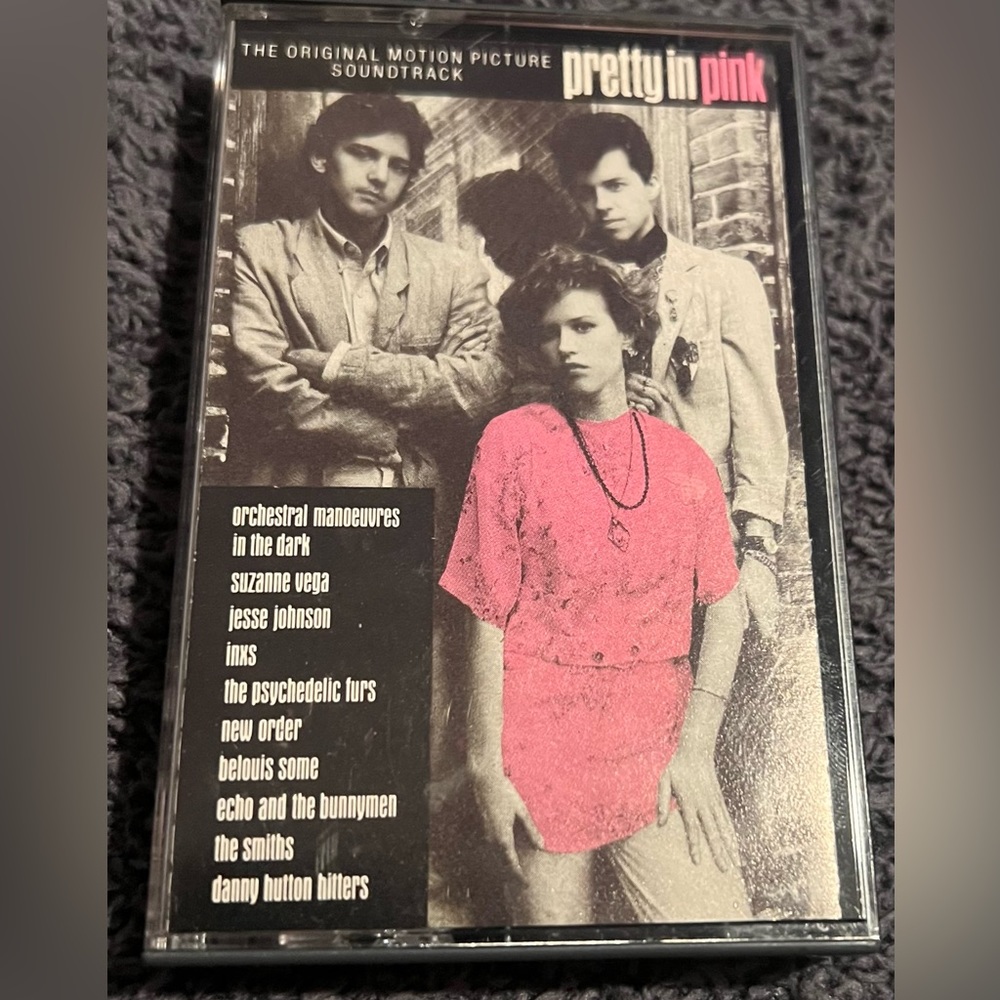 THE ORIGINAL MOTION PICTURE
SOUNDTRACK
pretty in pink
orchestral manoeuvres
in the dark
suzanne vega
jesse johnson
inxs
the psychedelic furs
new order
belouis some
echo and the bunnymen
the smiths
danny hutton hitters